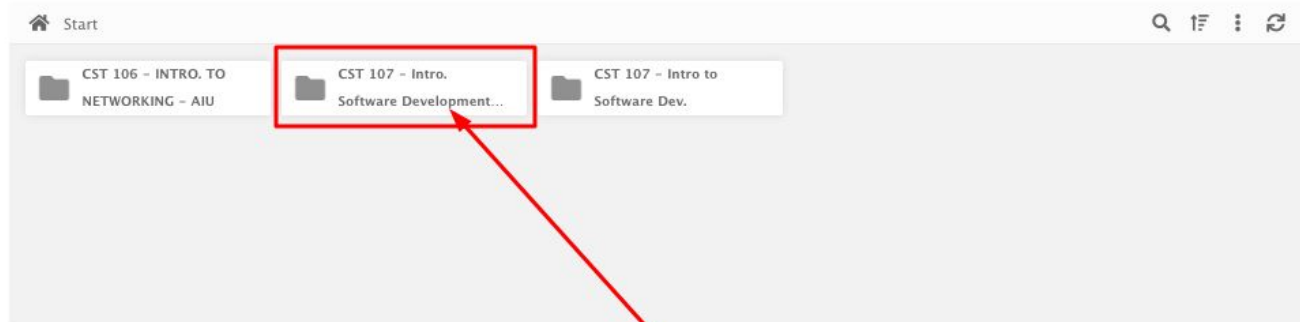 Start
CST 106 – INTRO. TO
NETWORKING – AIU
CST 107 – Intro.
Software Development...
CST 107 – Intro to
Software Dev.